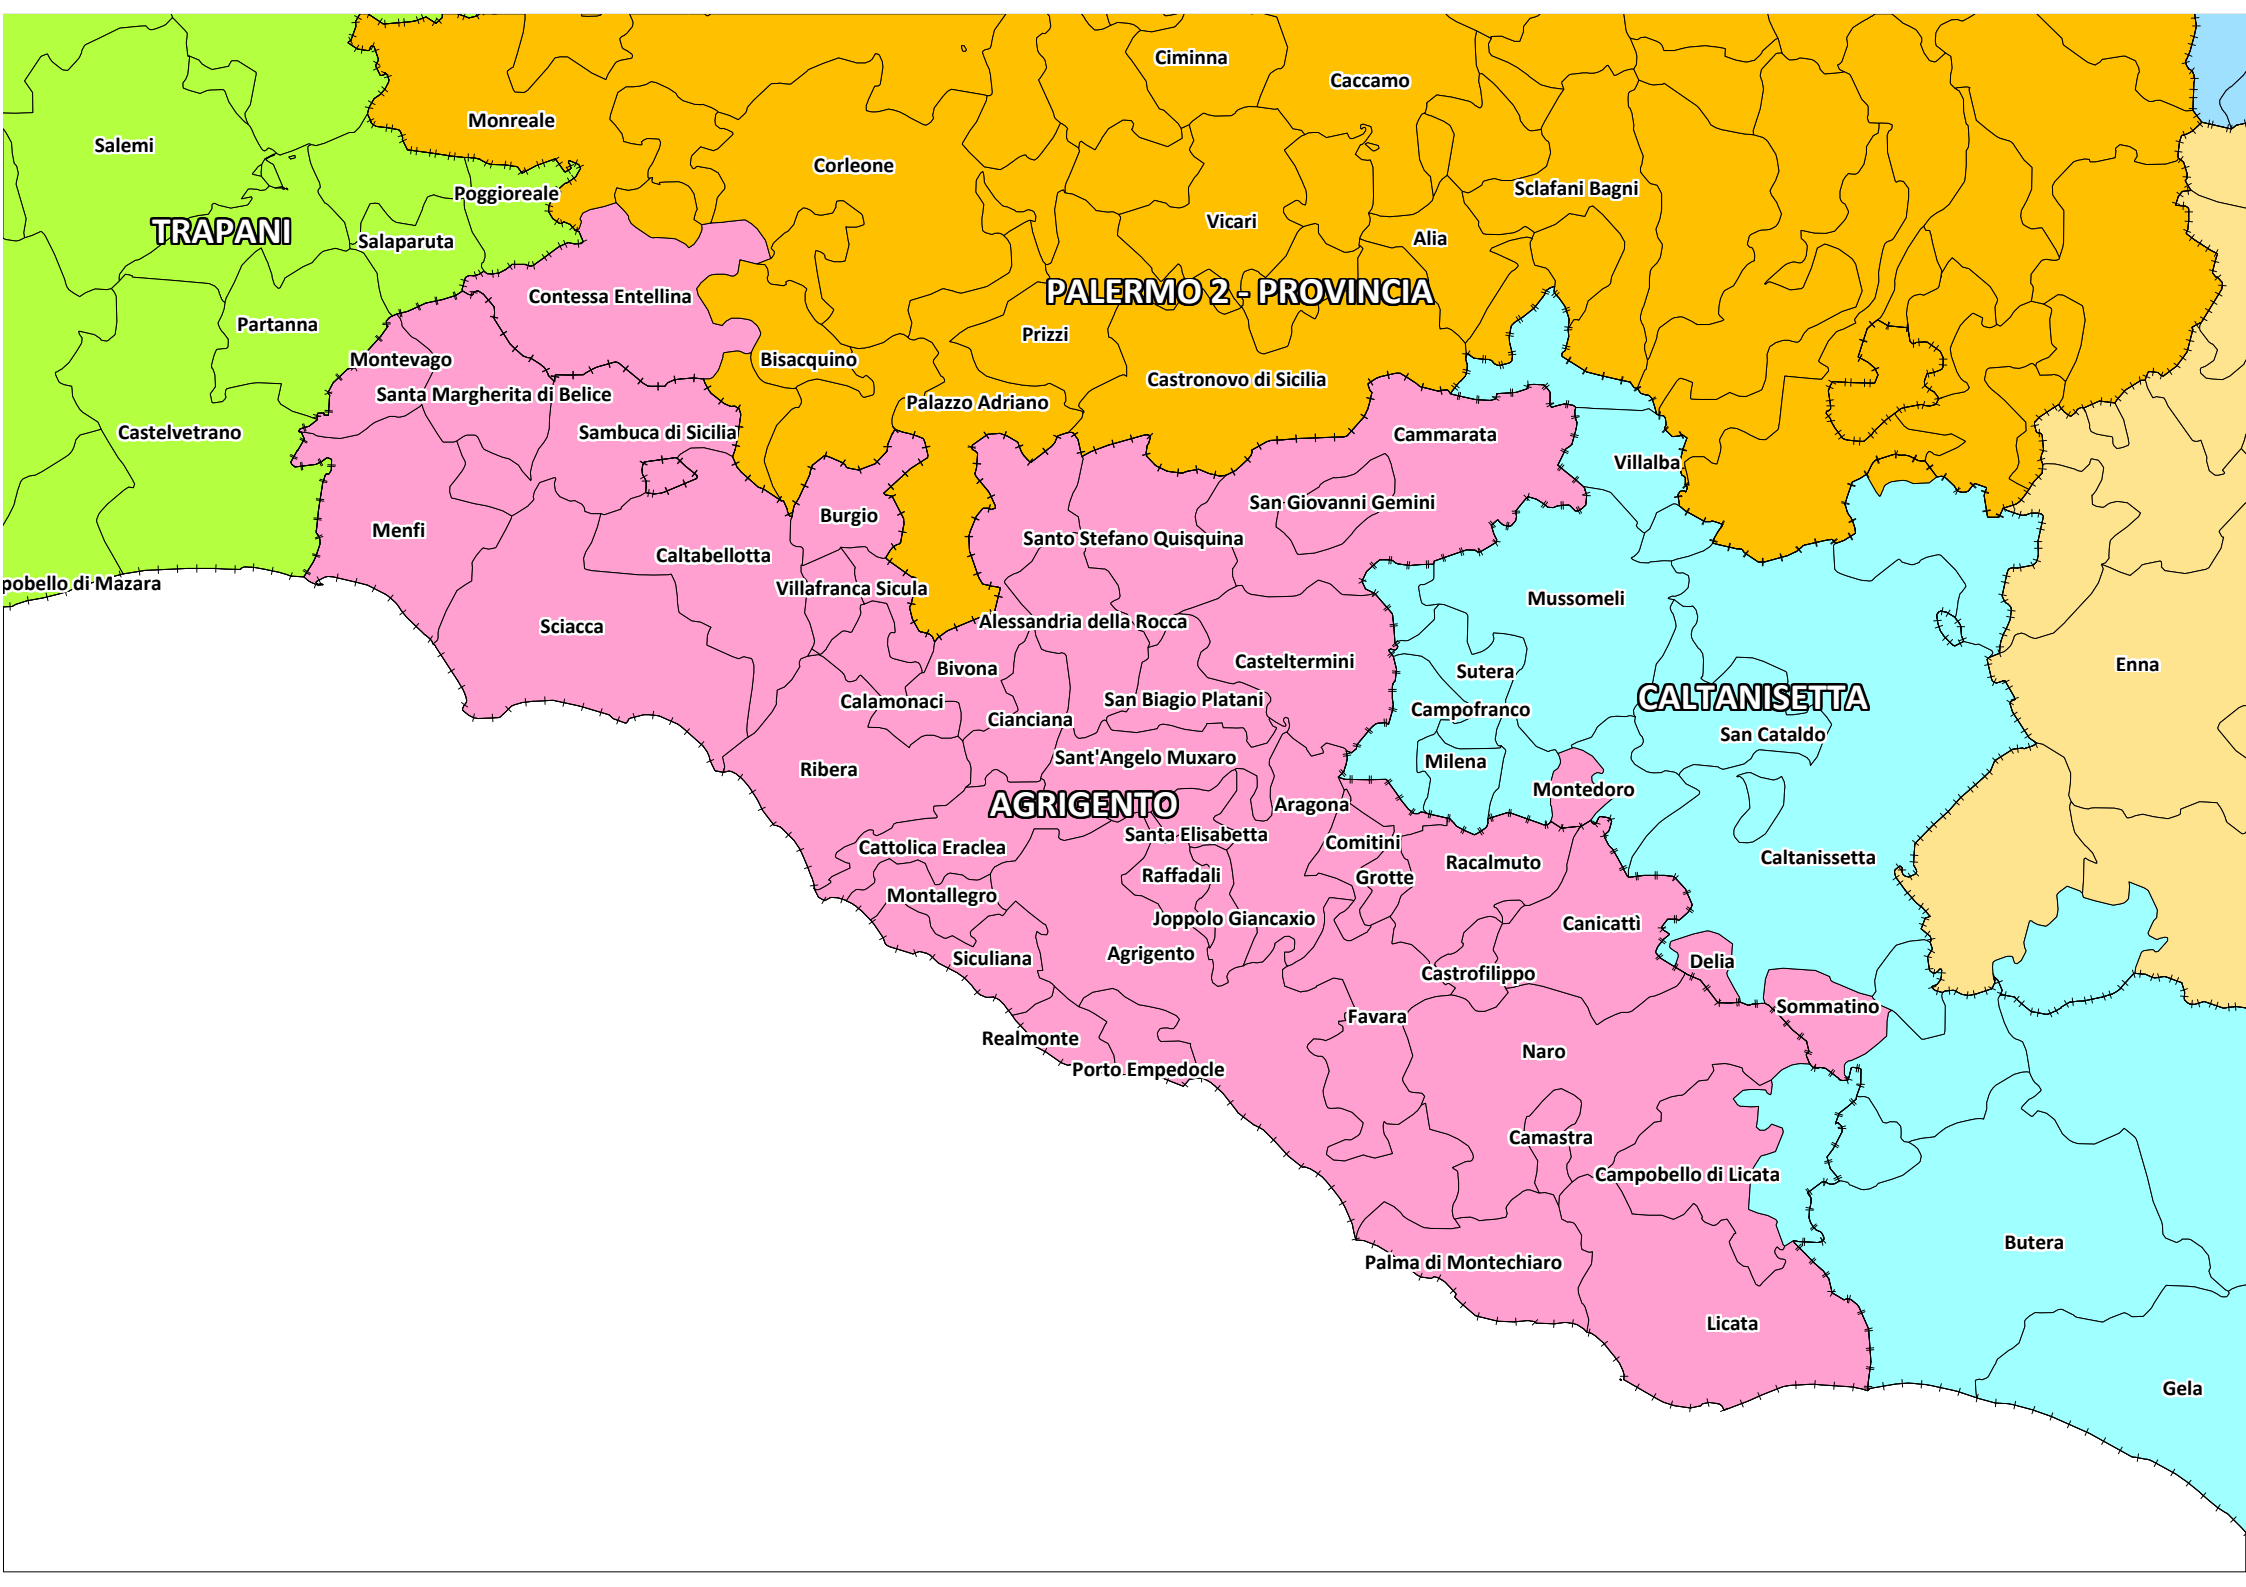 Ciminna
Caccamo
Monreale
Salemi
Corleone
Sclafani Bagni
Poggioreale
Vicari
TRAPANI
Salaparuta
Alia
PALERMO 2 - PROVINCIA
Contessa Entellina
Partanna
Prizzi
Montevago
Bisacquino
Castronovo di Sicilia
Santa Margherita di Belice
Palazzo Adriano
Castelvetrano
Sambuca di Sicilia
Cammarata
Villalba
San Giovanni Gemini
Burgio
Menfi
Santo Stefano Quisquina
Caltabellotta
pobello di Mazara
Villafranca Sicula
Mussomeli
Sciacca
Alessandria della Rocca
Casteltermini
Enna
Bivona
Sutera
CALTANISETTA
San Biagio Platani
Calamonaci
Campofranco
Cianciana
San Cataldo
Sant'Angelo Muxaro
Milena
Ribera
Montedoro
AGRIGENTO
Aragona
Santa Elisabetta
Comitini
Cattolica Eraclea
Caltanissetta
Racalmuto
Raffadali
Grotte
Montallegro
Joppolo Giancaxio
Canicattì
Agrigento
Siculiana
Delia
Castrofilippo
Sommatino
Favara
Realmonte
Naro
Porto Empedocle
Camastra
Campobello di Licata
Butera
Palma di Montechiaro
Licata
Gela